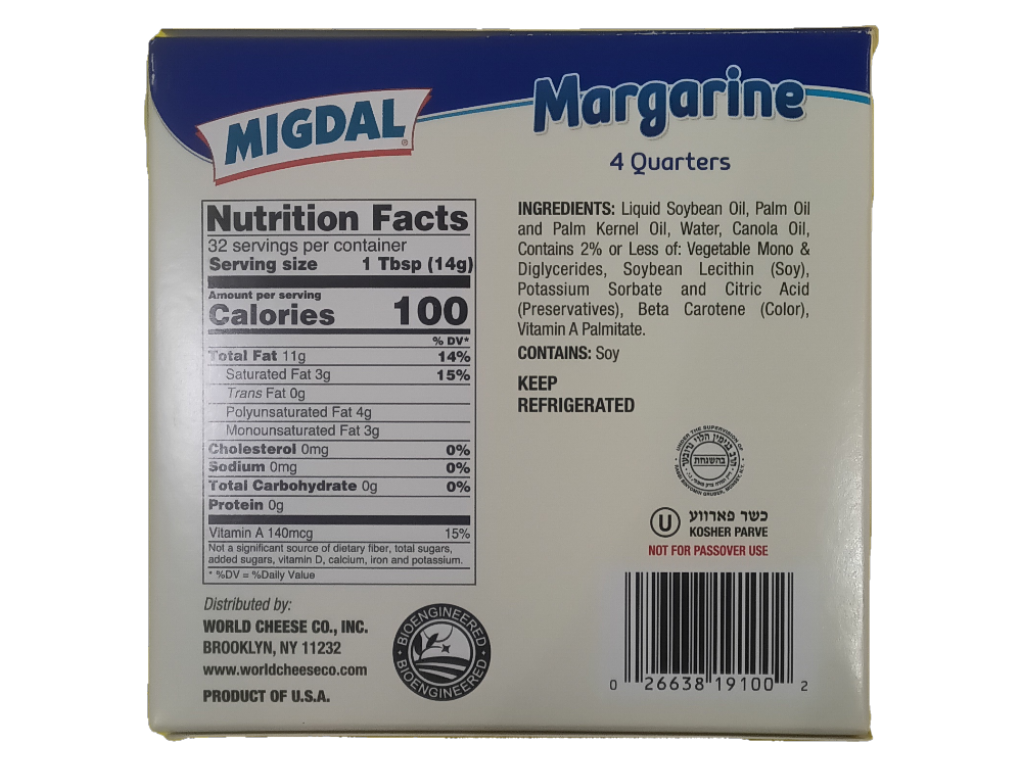 MIGDAL®
Margarine
4 Quarters
Nutrition Facts
32 servings per container
Serving size 1 Tbsp (14g)
Amount per serving
Calories 100
% DV*
Total Fat 11g 14%
Saturated Fat 3g 15%
Trans Fat 0g
Polyunsaturated Fat 4g
Monounsaturated Fat 3g
Cholesterol 0mg 0%
Sodium 0mg 0%
Total Carbohydrate 0g 0%
Protein 0g
Vitamin A 140mcg 15%
Not a significant source of dietary fiber, total sugars,
added sugars, vitamin D, calcium, iron and potassium.
* %DV = %Daily Value
Distributed by:
WORLD CHEESE CO., INC.
BROOKLYN, NY 11232
www.worldcheeseco.com
PRODUCT OF U.S.A.
BIOENGINEERED
BIOENGINEERED
INGREDIENTS: Liquid Soybean Oil, Palm Oil
and Palm Kernel Oil, Water, Canola Oil,
Contains 2% or Less of: Vegetable Mono &
Diglycerides, Soybean Lecithin (Soy),
Potassium Sorbate and Citric Acid
(Preservatives), Beta Carotene (Color),
Vitamin A Palmitate.
CONTAINS: Soy
KEEP
REFRIGERATED
UNDER THE SUPERVISION OF
בהשגחת
U כשר פארווע
KOSHER PARVE
NOT FOR PASSOVER USE
0 26638 19100 2